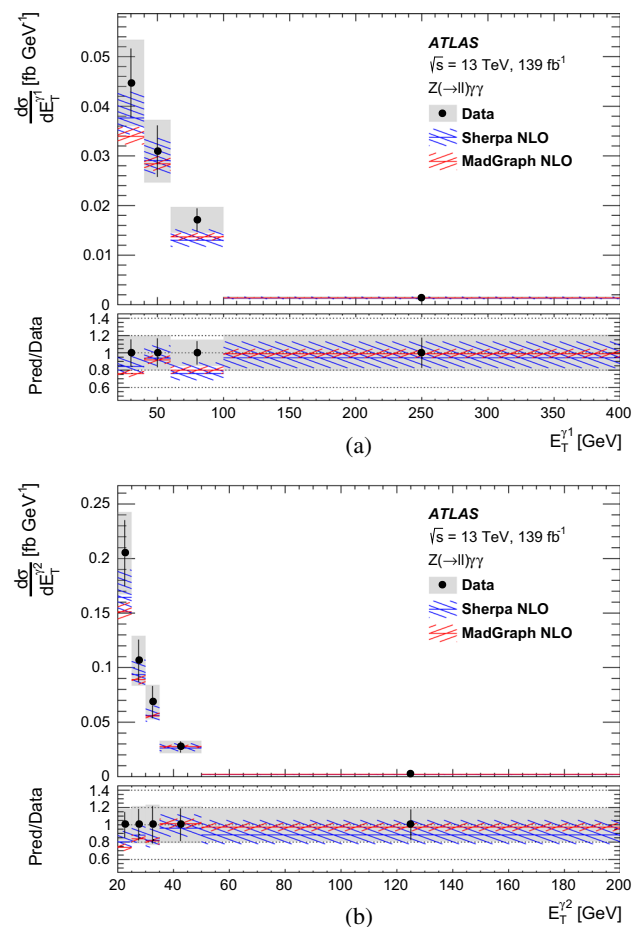 dσ
dE_T^γ1 [fb GeV⁻¹]
0.05
0.04
0.03
0.02
0.01
0
ATLAS
√s = 13 TeV, 139 fb⁻¹
Z(→ll)γγ
Data
Sherpa NLO
MadGraph NLO
Pred/Data
1.4
1.2
1
0.8
0.6
50 100 150 200 250 300 350 400
E_T^γ1 [GeV]
(a)
dσ
dE_T^γ2 [fb GeV⁻¹]
0.25
0.2
0.15
0.1
0.05
0
ATLAS
√s = 13 TeV, 139 fb⁻¹
Z(→ll)γγ
Data
Sherpa NLO
MadGraph NLO
Pred/Data
1.4
1.2
1
0.8
0.6
20 40 60 80 100 120 140 160 180 200
E_T^γ2 [GeV]
(b)